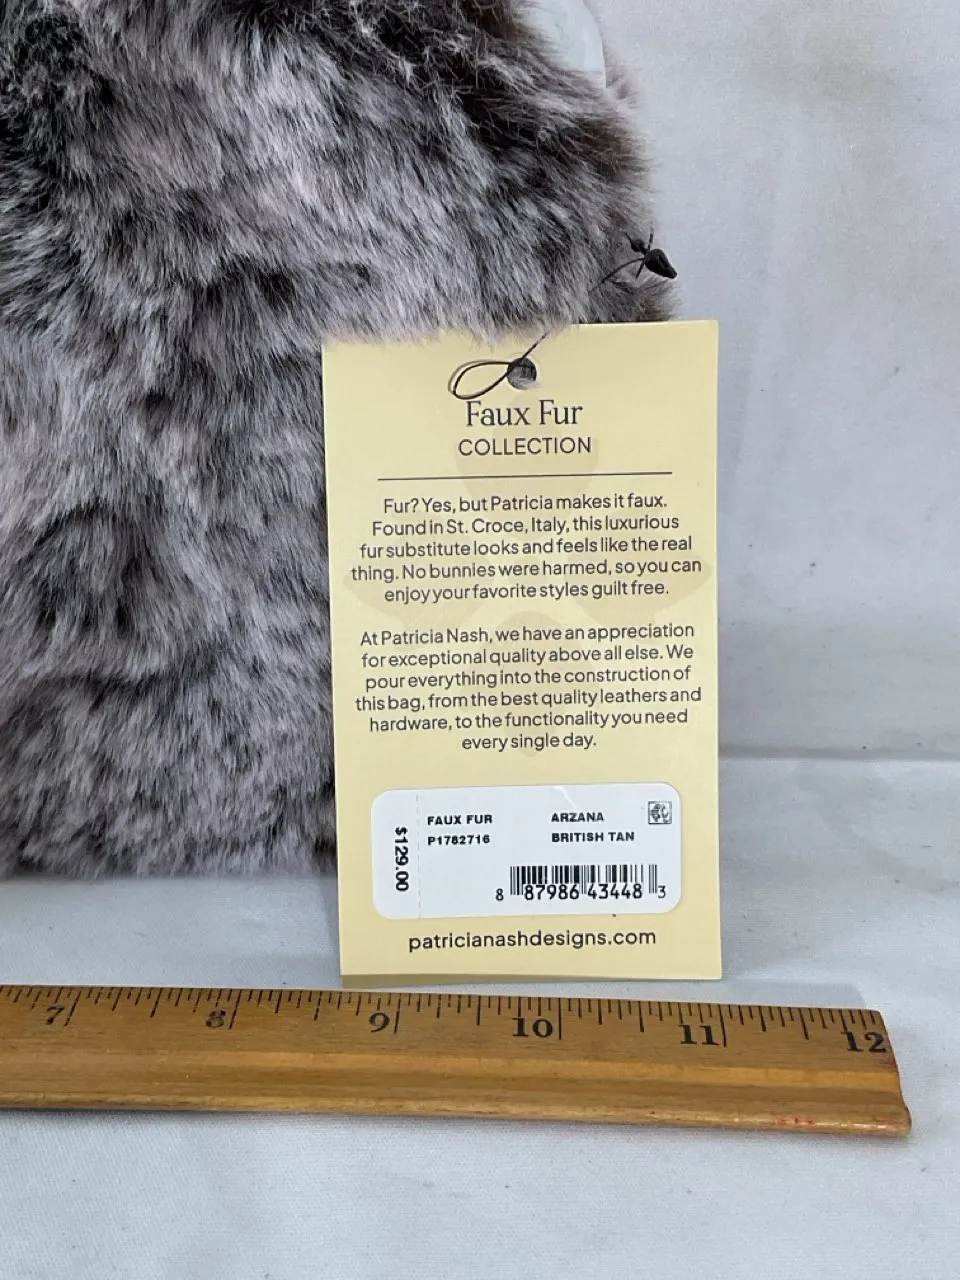 Faux Fur
COLLECTION
Fur? Yes, but Patricia makes it faux.
Found in St. Croce, Italy, this luxurious
fur substitute looks and feels like the real
thing. No bunnies were harmed, so you can
enjoy your favorite styles guilt free.
At Patricia Nash, we have an appreciation
for exceptional quality above all else. We
pour everything into the construction of
this bag, from the best quality leathers and
hardware, to the functionality you need
every single day.
$129.00
FAUX FUR
P1782716
ARZANA
BRITISH TAN
8 87986 43448 3
patricianashdesigns.com
7 8 9 10 11 12